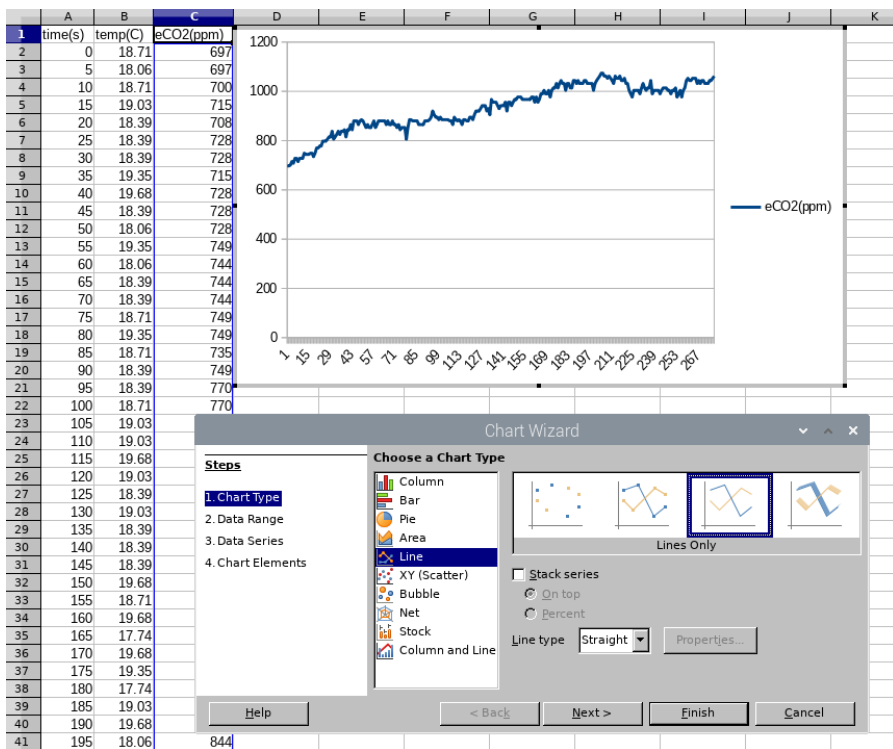 A B C D E F G H I J K
1 time(s) temp(C) eCO2(ppm)
2 0 18.71 697
3 5 18.06 697
4 10 18.71 700
5 15 19.03 715
6 20 18.39 708
7 25 18.39 728
8 30 18.39 728
9 35 19.35 715
10 40 19.68 728
11 45 18.39 728
12 50 18.06 728
13 55 19.35 749
14 60 18.06 744
15 65 18.39 744
16 70 18.39 744
17 75 18.71 749
18 80 19.35 749
19 85 18.71 735
20 90 18.39 749
21 95 18.39 770
22 100 18.71 770
23 105 19.03
24 110 19.03
25 115 19.68
26 120 19.03
27 125 18.39
28 130 19.03
29 135 18.39
30 140 18.39
31 145 18.39
32 150 19.68
33 155 18.71
34 160 19.68
35 165 17.74
36 170 19.68
37 175 19.35
38 180 17.74
39 185 19.03
40 190 19.68
41 195 18.06 844
1200
1000
800
600
400
200
0
1 15 29 43 57 71 85 99 113 127 141 155 169 183 197 211 225 239 253 267
eCO2(ppm)
Chart Wizard
Steps
1. Chart Type
2. Data Range
3. Data Series
4. Chart Elements
Choose a Chart Type
Column
Bar
Pie
Area
Line
XY (Scatter)
Bubble
Net
Stock
Column and Line
Lines Only
Stack series
On top
Percent
Line type Straight Properties...
Help < Back Next > Finish Cancel